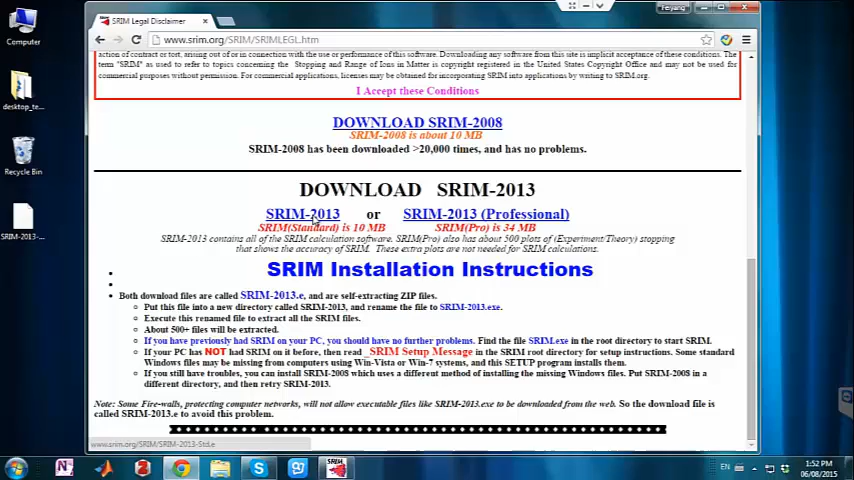 Feiyang
SRIM Legal Disclaimer
www.srim.org/SRIM/SRIMLEGL.htm
action of contract or tort, arising out of or in connection with the use or performance of this software. Downloading any software from this site is implicit acceptance of these conditions. The
term "SRIM" as used to refer to topics concerning the Stopping and Range of Ions in Matter is copyright registered in the United States Copyright Office and may not be used for
commercial purposes without permission. For commercial applications, licenses may be obtained for incorporating SRIM into applications by writing to SRIM.org.
I Accept these Conditions
DOWNLOAD SRIM-2008
SRIM-2008 is about 10 MB
SRIM-2008 has been downloaded >20,000 times, and has no problems.
DOWNLOAD SRIM-2013
SRIM-2013 or SRIM-2013 (Professional)
SRIM(Standard) is 10 MB SRIM(Pro) is 34 MB
SRIM-2013 contains all of the SRIM calculation software. SRIM(Pro) also has about 500 plots of (Experiment/Theory) stopping
that shows the accuracy of SRIM. These extra plots are not needed for SRIM calculations.
SRIM Installation Instructions
Both download files are called SRIM-2013.e, and are self-extracting ZIP files.
Put this file into a new directory called SRIM-2013, and rename the file to SRIM-2013.exe.
Execute this renamed file to extract all the SRIM files.
About 500+ files will be extracted.
If you have previously had SRIM on your PC, you should have no further problems. Find the file SRIM.exe in the root directory to start SRIM.
If your PC has NOT had SRIM on it before, then read _SRIM Setup Message in the SRIM root directory for setup instructions. Some standard
Windows files may be missing from computers using Win-Vista or Win-7 systems, and this SETUP program installs them.
If you still have troubles, you can install SRIM-2008 which uses a different method of installing the missing Windows files. Put SRIM-2008 in a
different directory, and then retry SRIM-2013.
Note: Some Fire-walls, protecting computer networks, will not allow executable files like SRIM-2013.exe to be downloaded from the web. So the download file is
called SRIM-2013.e to avoid this problem.
www.srim.org/SRIM/SRIM-2013-Std.e
Computer
desktop_te...
Recycle Bin
SRIM-2013-...
EN
1:52 PM
06/08/2015